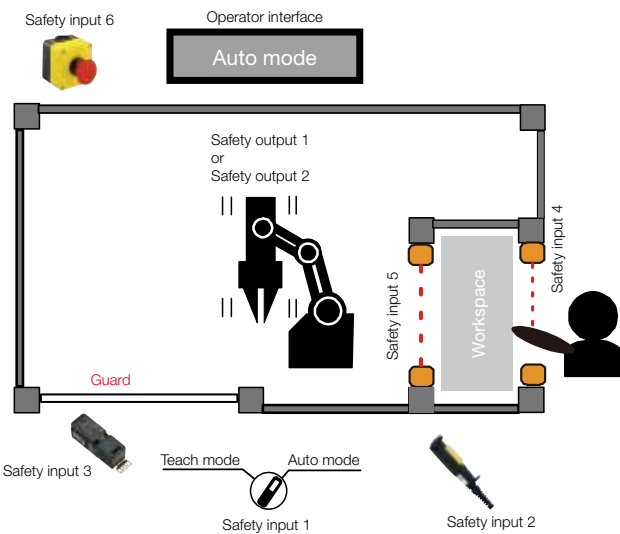 Safety input 6
Operator interface
Auto mode
Safety output 1
or
Safety output 2
Safety input 4
Safety input 5
Workspace
Guard
Safety input 3
Teach mode
Auto mode
Safety input 1
Safety input 2